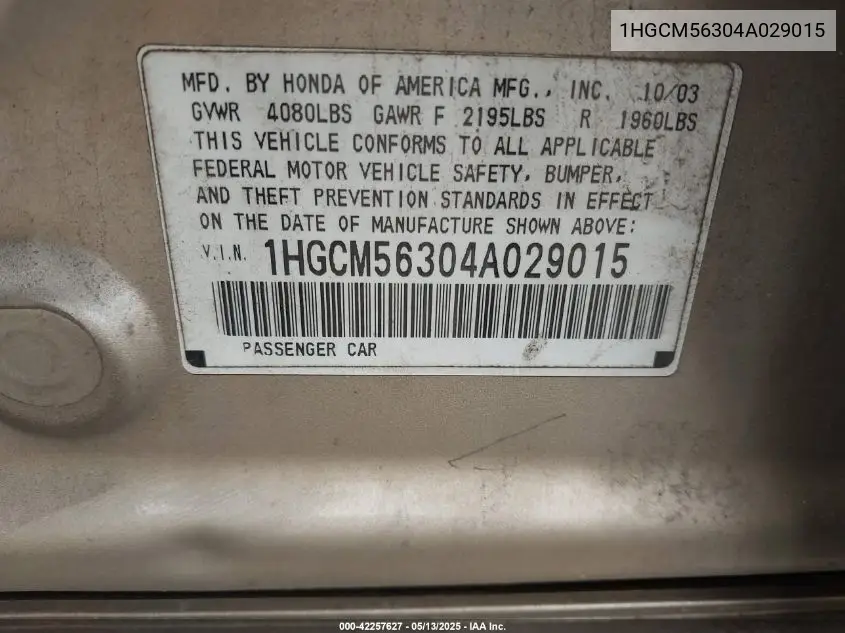 1HGCM56304A029015
MFD. BY HONDA OF AMERICA MFG., INC. 10/03
GVWR 4080LBS GAWR F 2195LBS R 1960LBS
THIS VEHICLE CONFORMS TO ALL APPLICABLE
FEDERAL MOTOR VEHICLE SAFETY, BUMPER,
AND THEFT PREVENTION STANDARDS IN EFFECT
ON THE DATE OF MANUFACTURE SHOWN ABOVE:
V.I.N. 1HGCM56304A029015
PASSENGER CAR
000-42257627 - 05/13/2025 - IAA Inc.